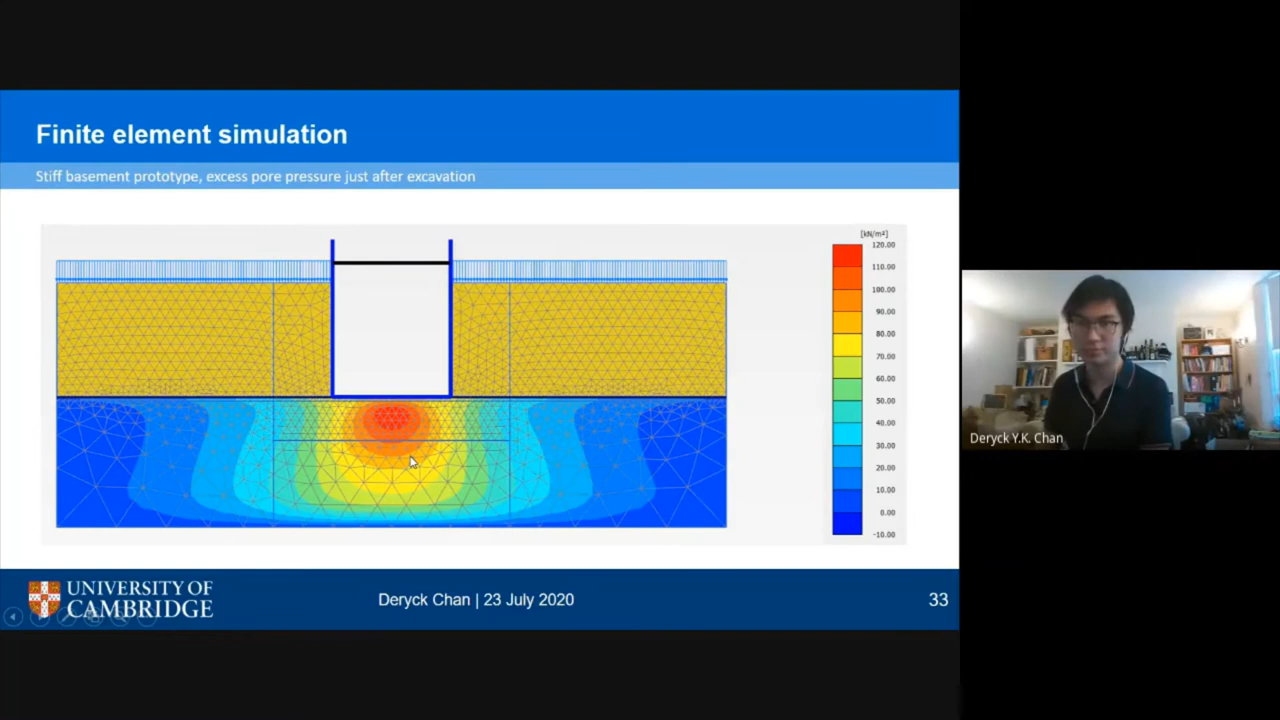 Finite element simulation
Stiff basement prototype, excess pore pressure just after excavation
[kN/m²]
120.00
110.00
100.00
90.00
80.00
70.00
60.00
50.00
40.00
30.00
20.00
10.00
0.00
-10.00
Deryck Y.K. Chan
UNIVERSITY OF
CAMBRIDGE
Deryck Chan | 23 July 2020
33